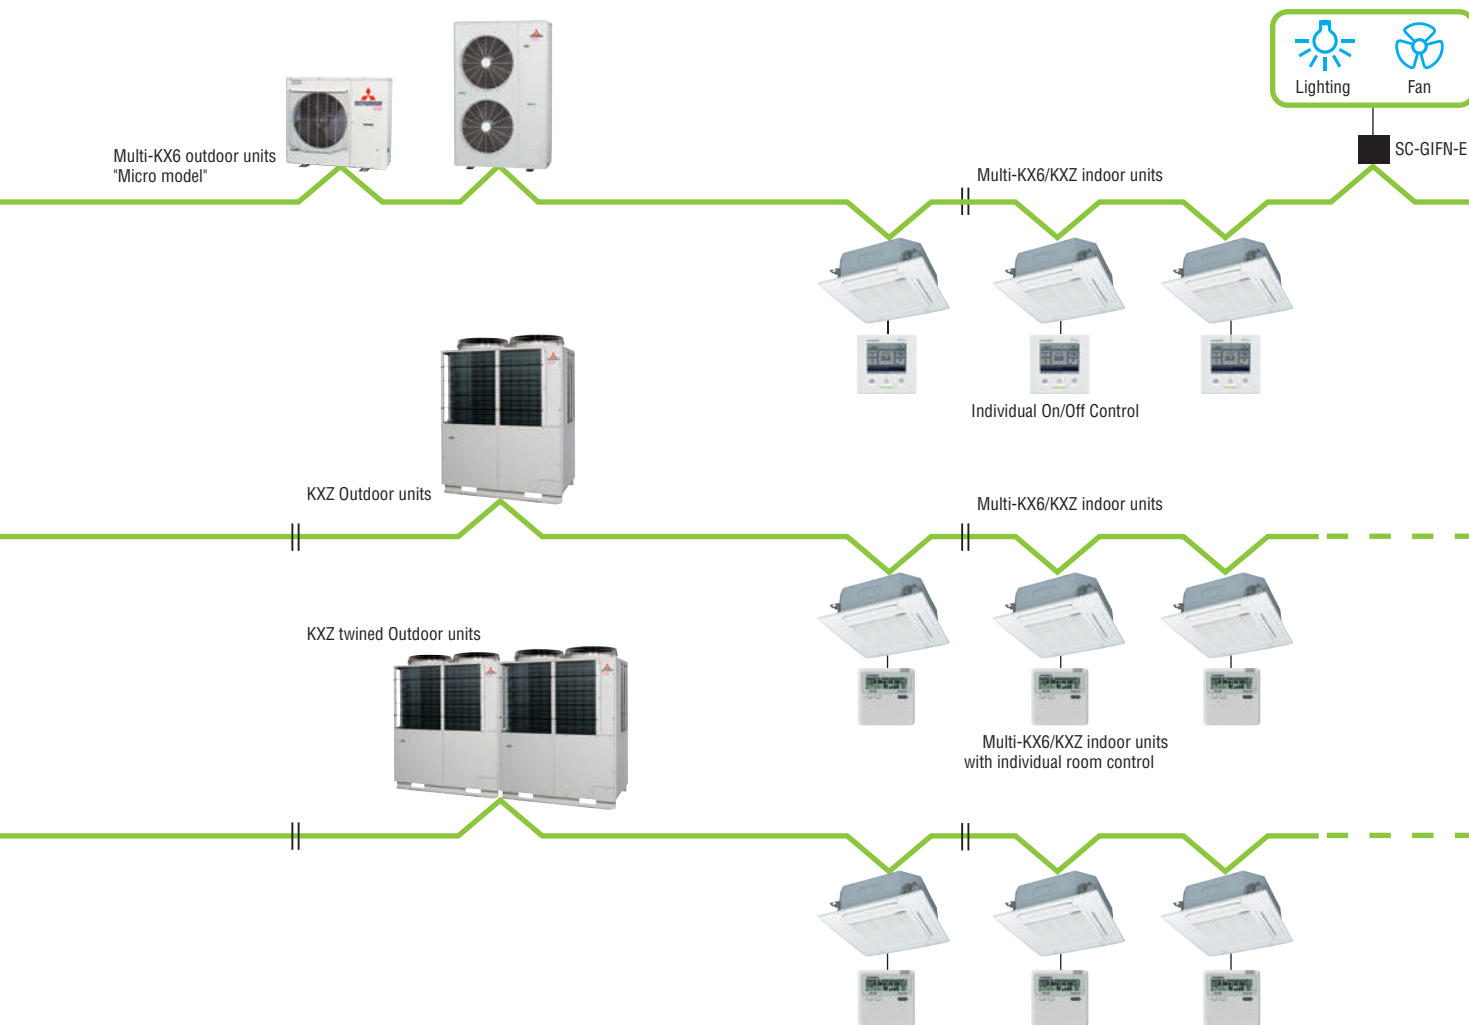 Lighting
Fan
SC-GIFN-E
Multi-KX6 outdoor units
"Micro model"
Multi-KX6/KXZ indoor units
Individual On/Off Control
KXZ Outdoor units
Multi-KX6/KXZ indoor units
KXZ twined Outdoor units
Multi-KX6/KXZ indoor units
with individual room control